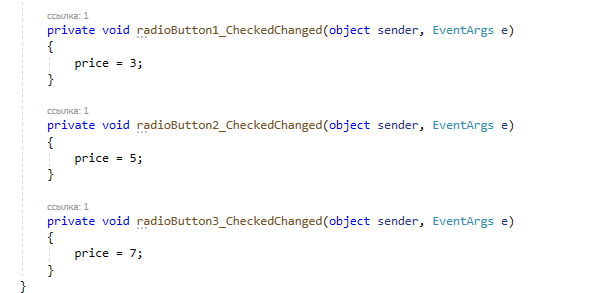 ссылка: 1
private void radioButton1_CheckedChanged(object sender, EventArgs e)
{
price = 3;
}
ссылка: 1
private void radioButton2_CheckedChanged(object sender, EventArgs e)
{
price = 5;
}
ссылка: 1
private void radioButton3_CheckedChanged(object sender, EventArgs e)
{
price = 7;
}
}